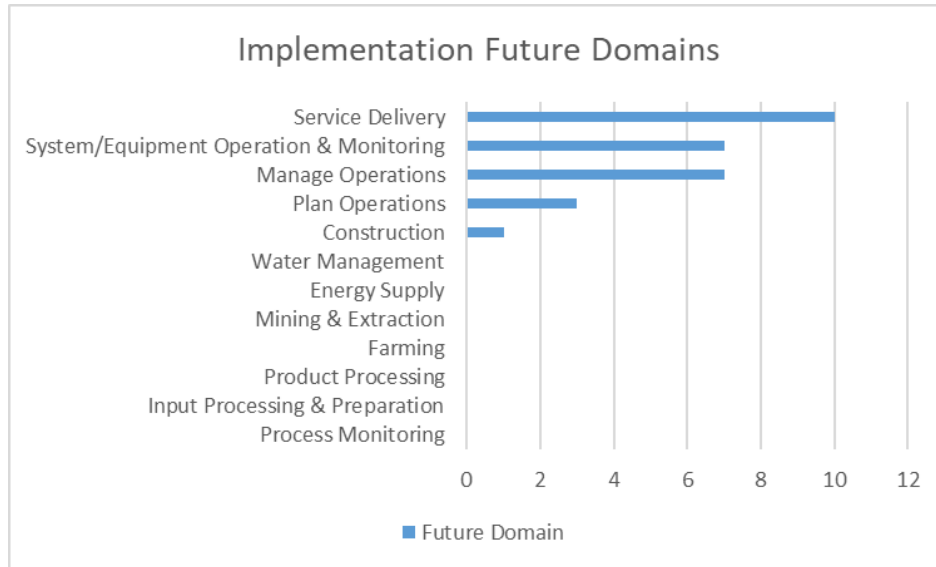 Implementation Future Domains
Service Delivery
System/Equipment Operation & Monitoring
Manage Operations
Plan Operations
Construction
Water Management
Energy Supply
Mining & Extraction
Farming
Product Processing
Input Processing & Preparation
Process Monitoring
0 2 4 6 8 10 12
Future Domain